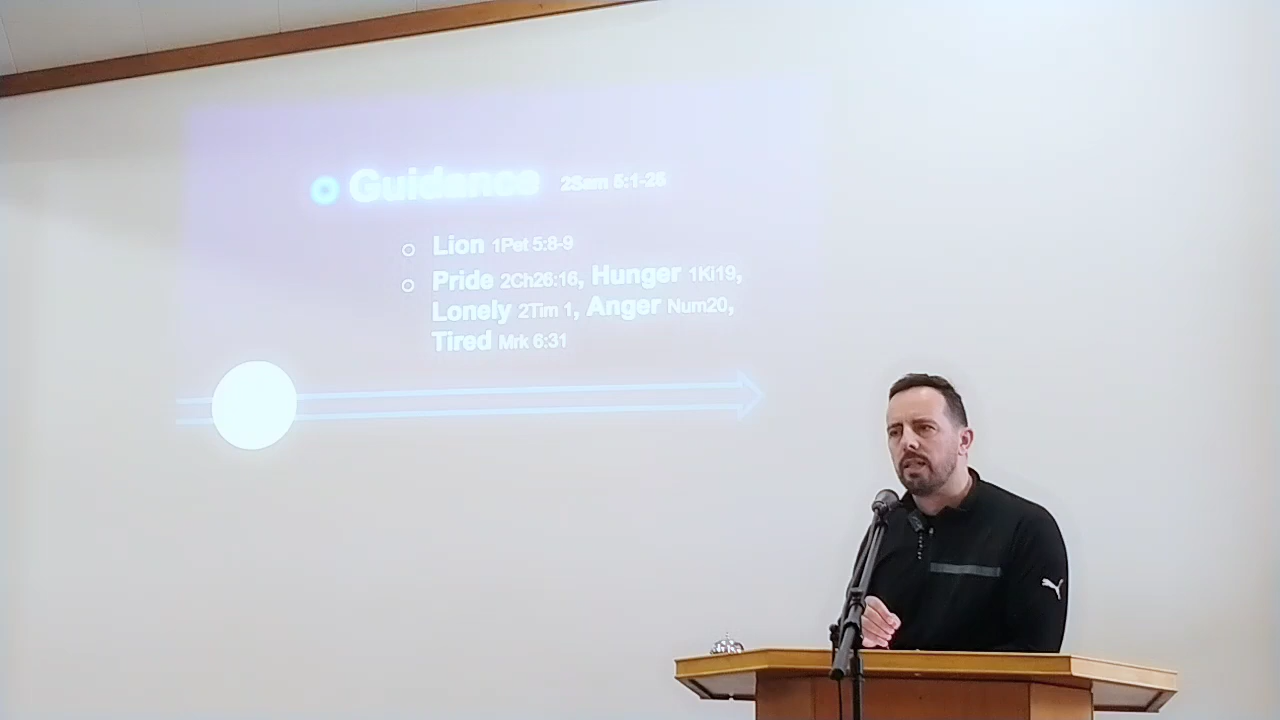 Guidance 2Sam 5:1-25
Lion 1Pet 5:8-9
Pride 2Ch26:16, Hunger 1Ki19,
Lonely 2Tim 1, Anger Num20,
Tired Mrk 6:31